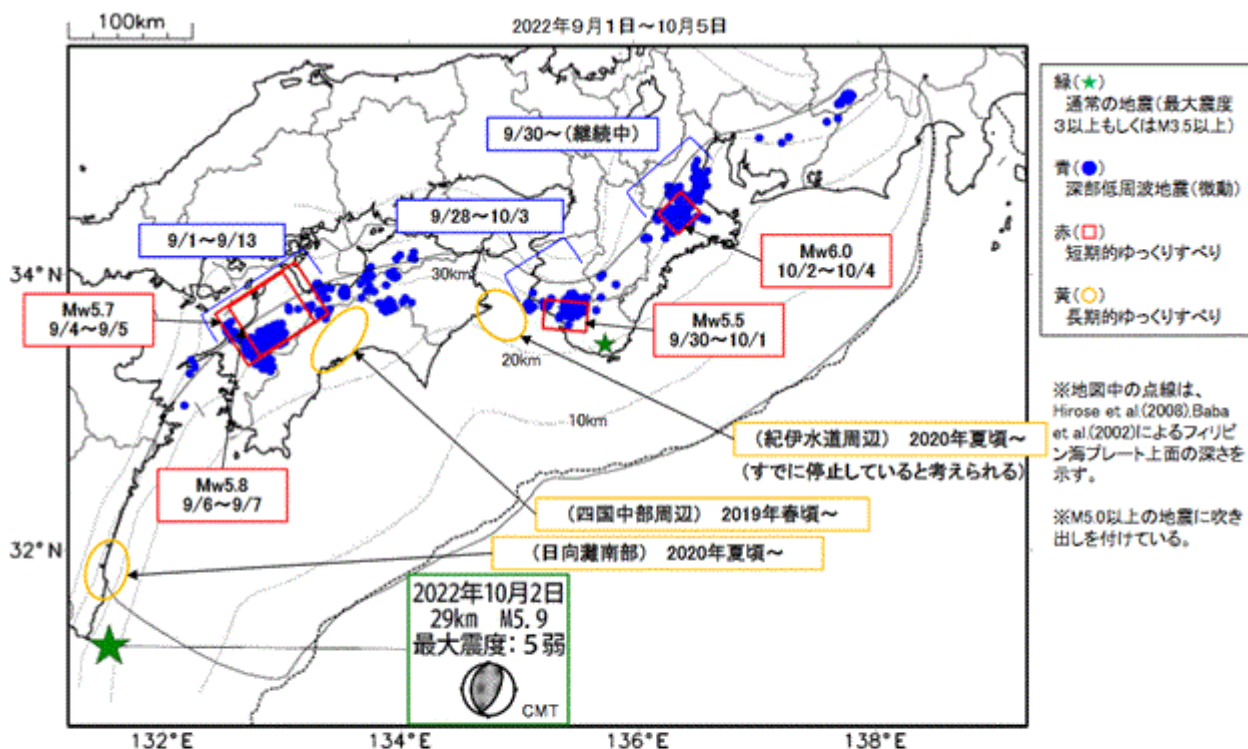 100km
2022年9月1日～10月5日
9/30～(継続中)
9/28～10/3
9/1～9/13
34°N
30km
Mw6.0
10/2～10/4
Mw5.7
9/4～9/5
Mw5.5
9/30～10/1
20km
10km
(紀伊水道周辺) 2020年夏頃～
(すでに停止していると考えられる)
Mw5.8
9/6～9/7
(四国中部周辺) 2019年春頃～
32°N
(日向灘南部) 2020年夏頃～
2022年10月2日
29km M5.9
最大震度：5弱
CMT
132°E
134°E
136°E
138°E
緑(★)
通常の地震(最大震度
3以上もしくはM3.5以上)
青(●)
深部低周波地震(微動)
赤(□)
短期的ゆっくりすべり
黄(○)
長期的ゆっくりすべり
※地図中の点線は、
Hirose et al.(2008),Baba
et al.(2002)によるフィリピ
ン海プレート上面の深さを
示す。
※M5.0以上の地震に吹き
出しを付けている。